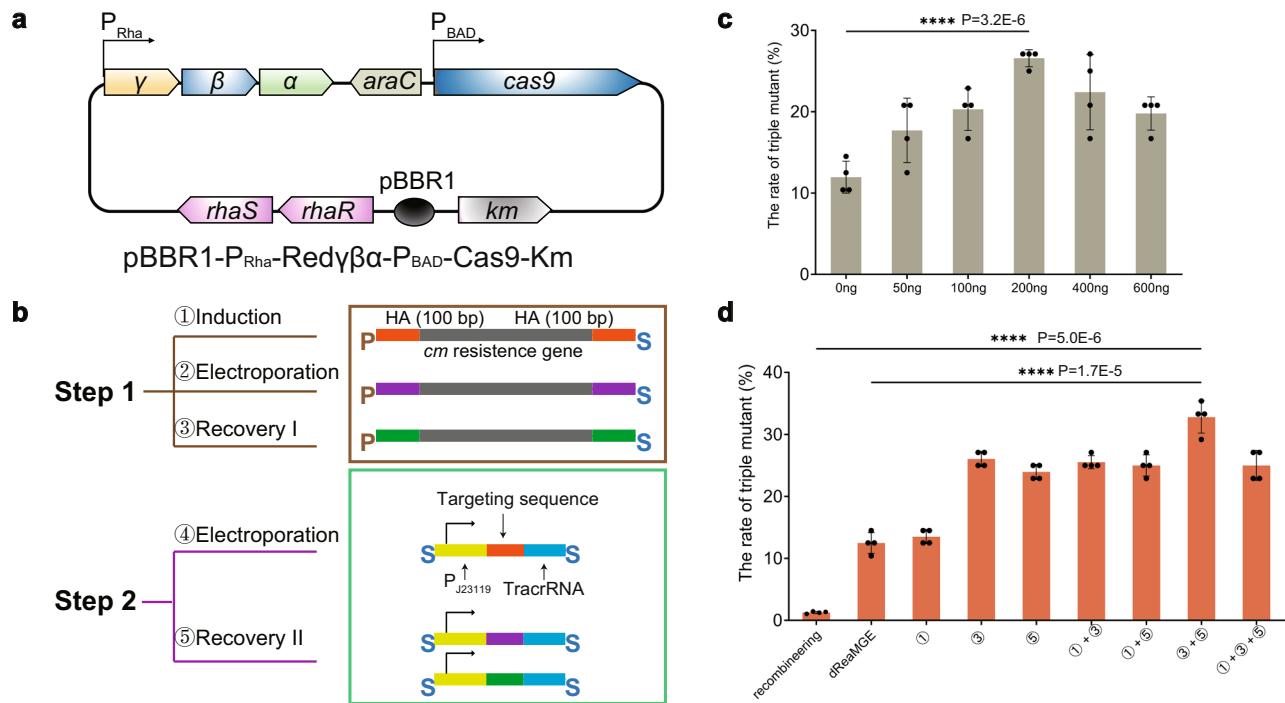 a
P Rha
P BAD
γ β α araC cas9
pBBR1
rhaS rhaR km
pBBR1-PRha-Redγβα-PBAD-Cas9-Km
b
Step 1
①Induction
②Electroporation
③Recovery I
HA (100 bp) HA (100 bp)
P S
cm resistence gene
P S
P S
Step 2
④Electroporation
⑤Recovery II
Targeting sequence
S S
P J23119 TracrRNA
S S
S S
c
**** P=3.2E-6
The rate of triple mutant (%)
30
20
10
0
0ng 50ng 100ng 200ng 400ng 600ng
d
**** P=5.0E-6
**** P=1.7E-5
The rate of triple mutant (%)
40
30
20
10
0
recombineering dReaMGE ① ③ ⑤ ①+③ ①+⑤ ③+⑤ ①+③+⑤